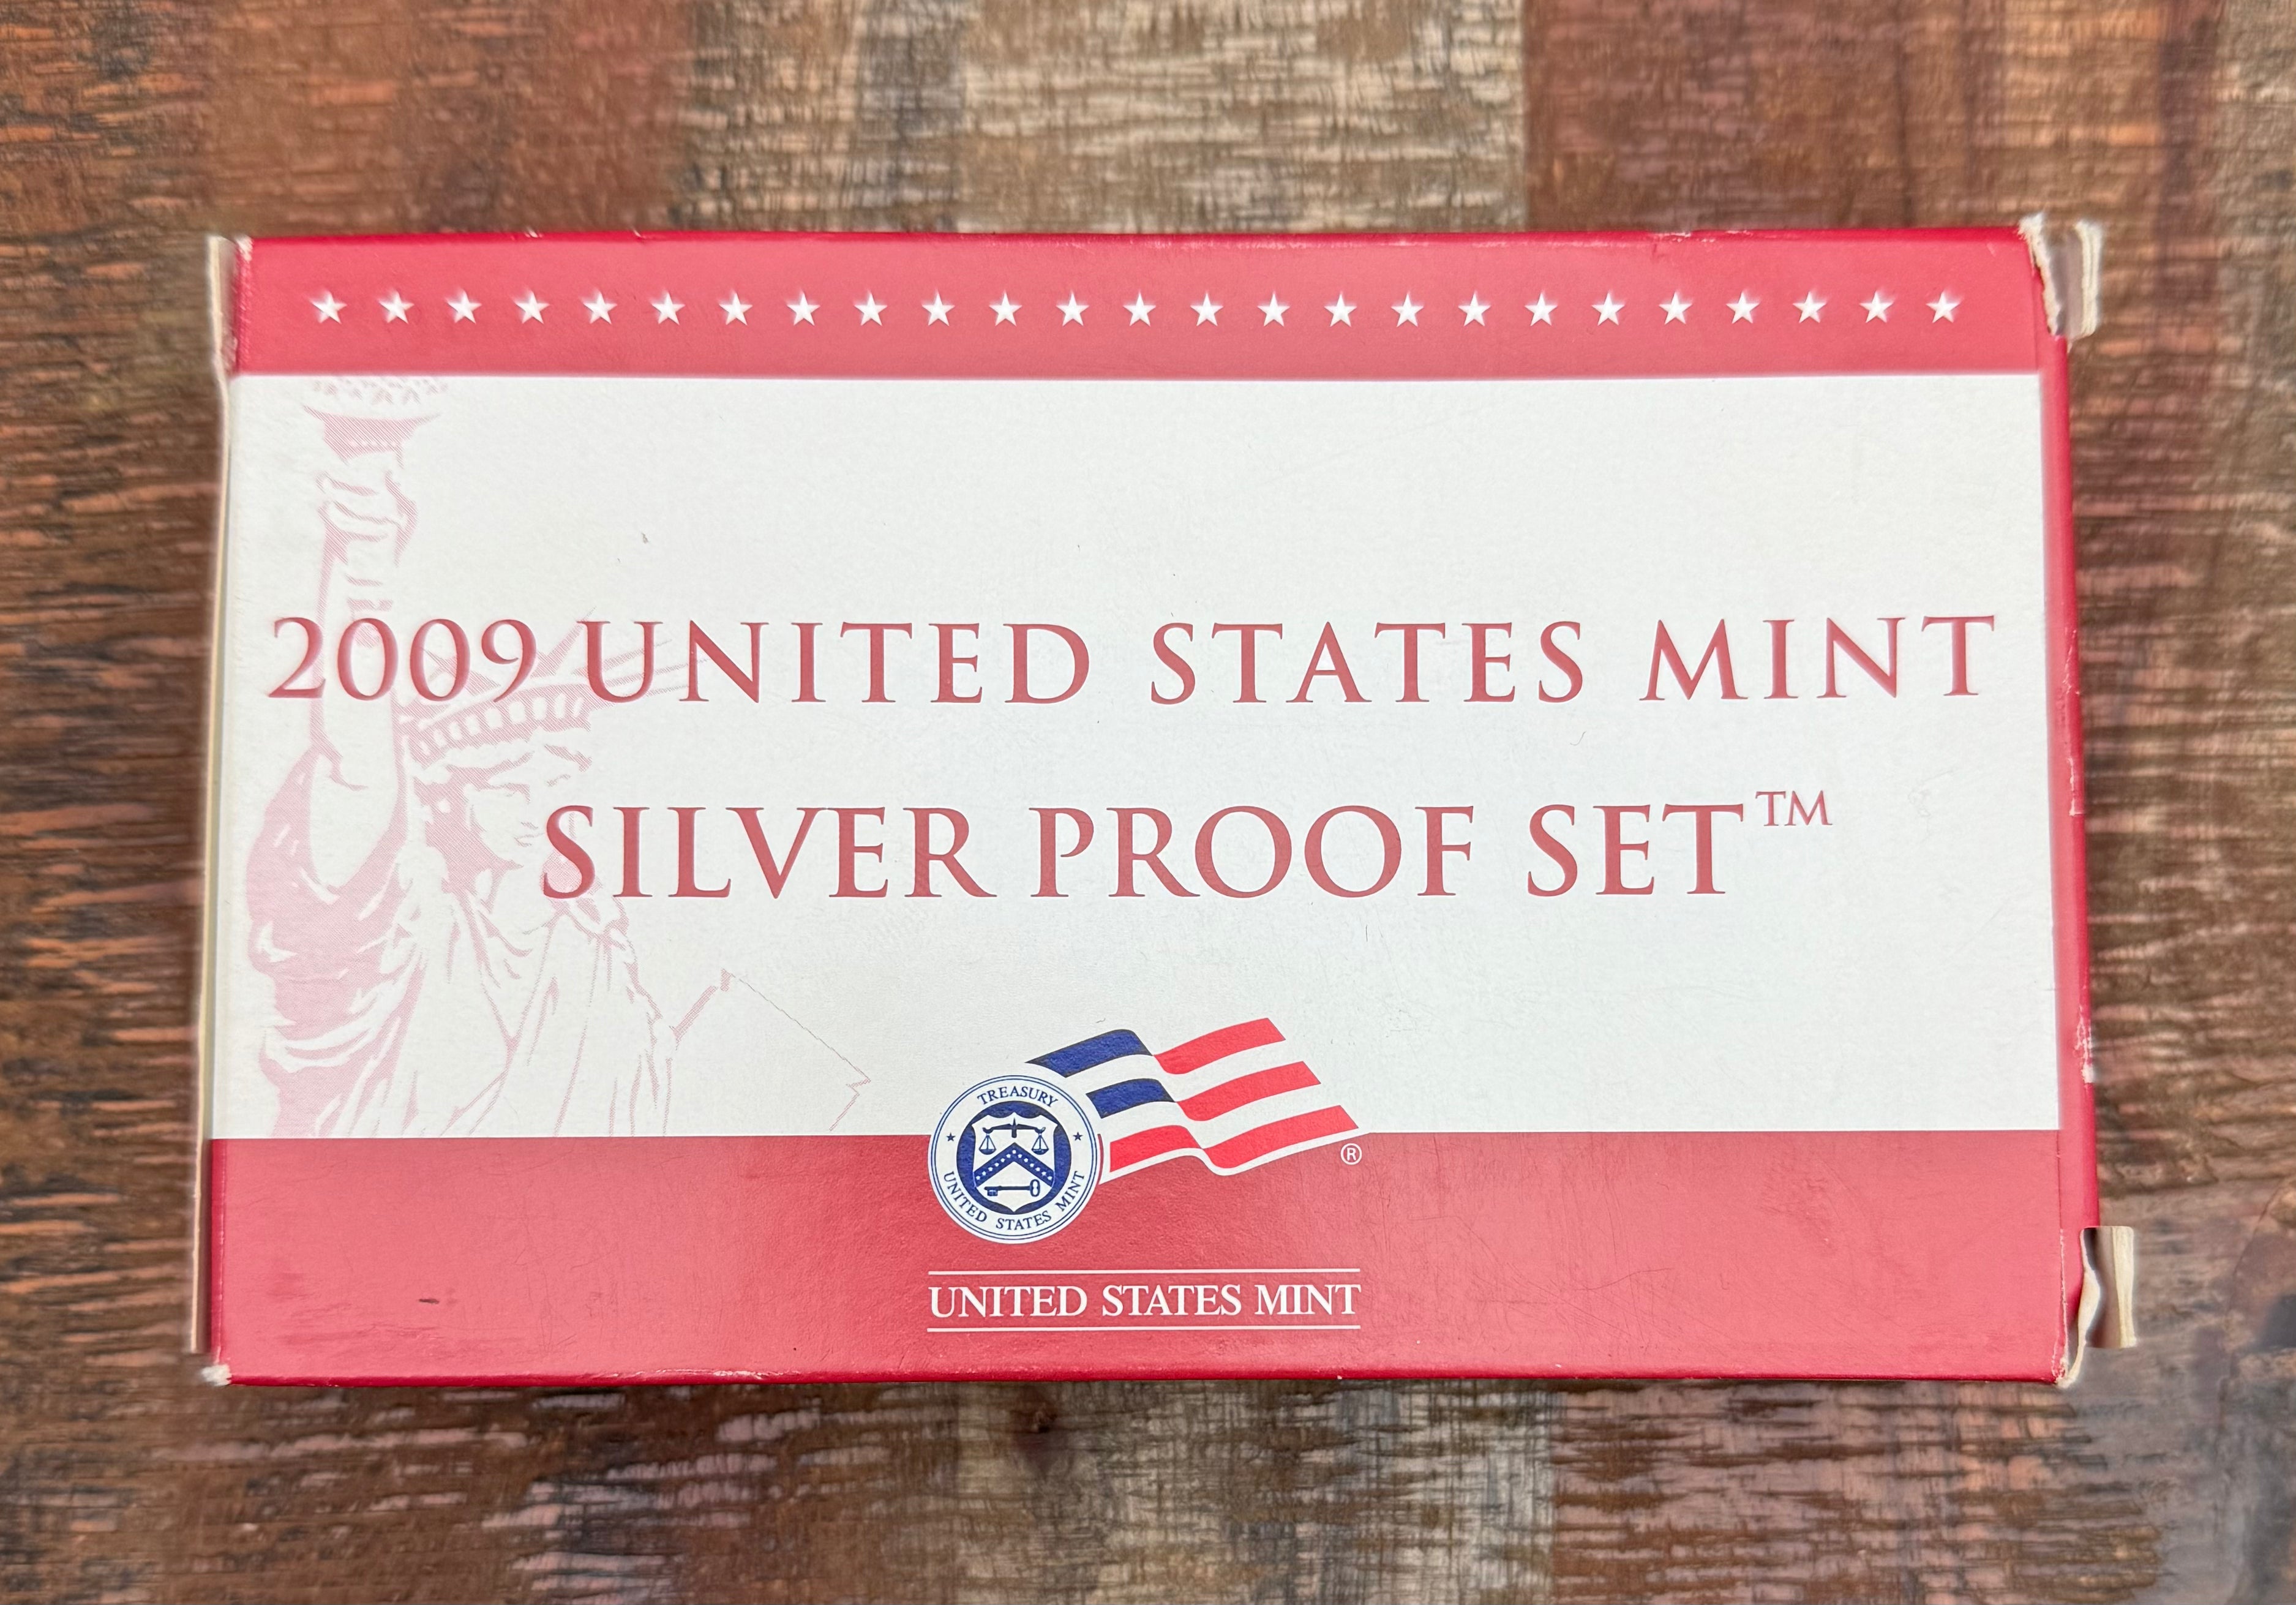 2009 UNITED STATES MINT
SILVER PROOF SET™
TREASURY
UNITED STATES MINT
®
UNITED STATES MINT